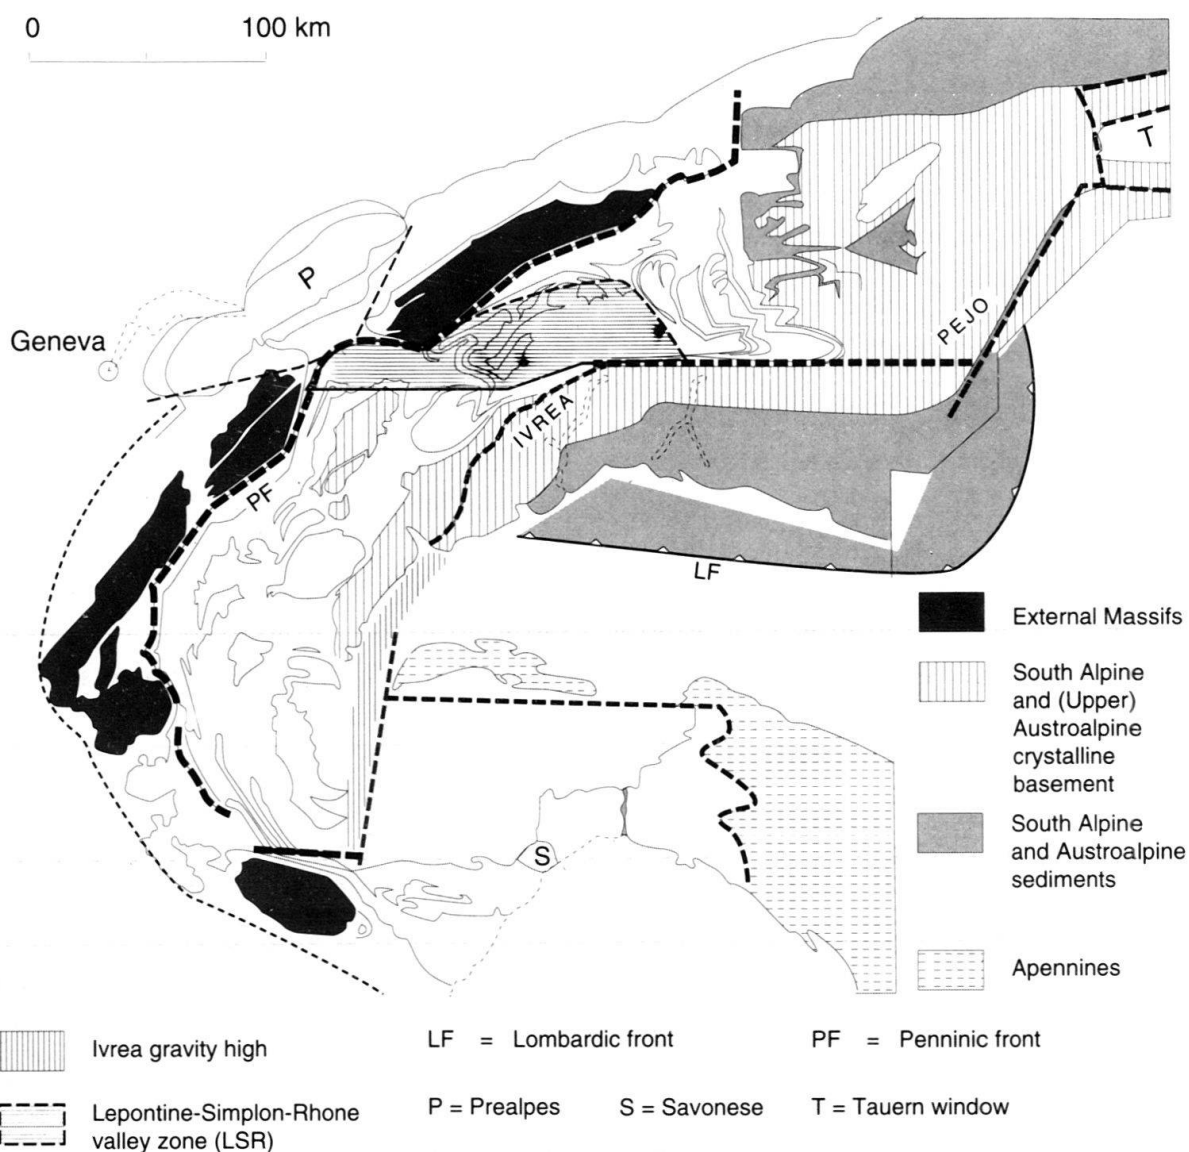 0 100 km
P
T
Geneva
PEJO
IVREA
PF
LF
S
External Massifs
South Alpine
and (Upper)
Austroalpine
crystalline
basement
South Alpine
and Austroalpine
sediments
Apennines
Ivrea gravity high
LF = Lombardic front
PF = Penninic front
Lepontine-Simplon-Rhone
valley zone (LSR)
P = Prealpes
S = Savonese
T = Tauern window